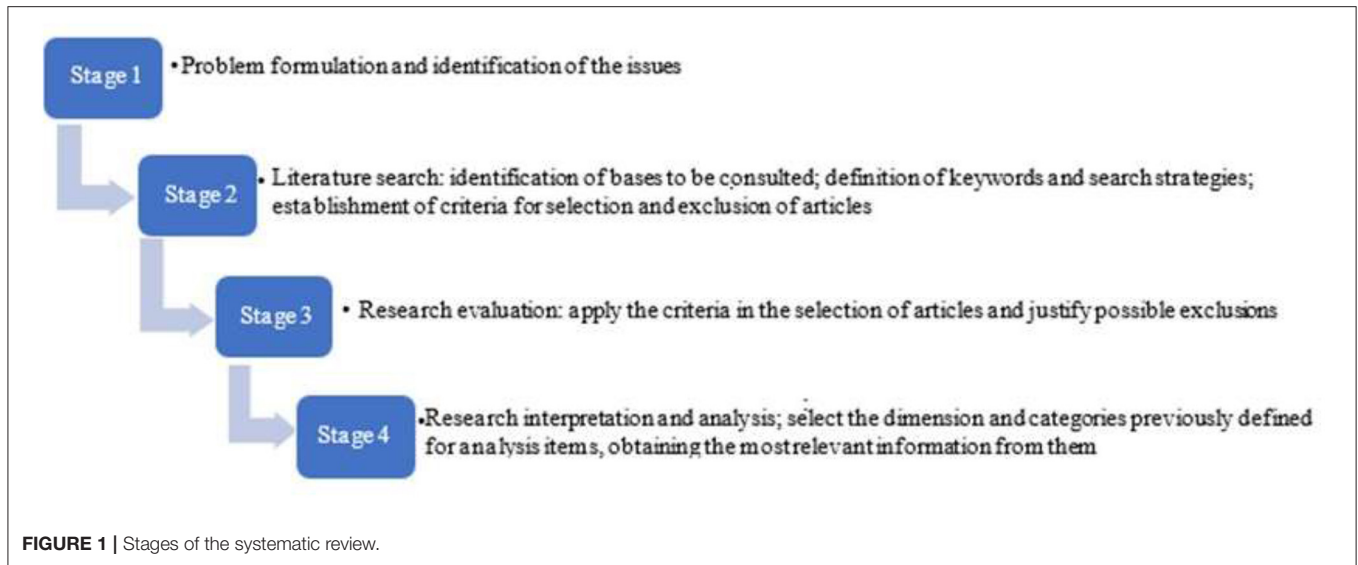 Stage 1
• Problem formulation and identification of the issues
Stage 2
• Literature search: identification of bases to be consulted; definition of keywords and search strategies;
establishment of criteria for selection and exclusion of articles
Stage 3
• Research evaluation: apply the criteria in the selection of articles and justify possible exclusions
Stage 4
• Research interpretation and analysis; select the dimension and categories previously defined
for analysis items, obtaining the most relevant information from them
FIGURE 1 | Stages of the systematic review.